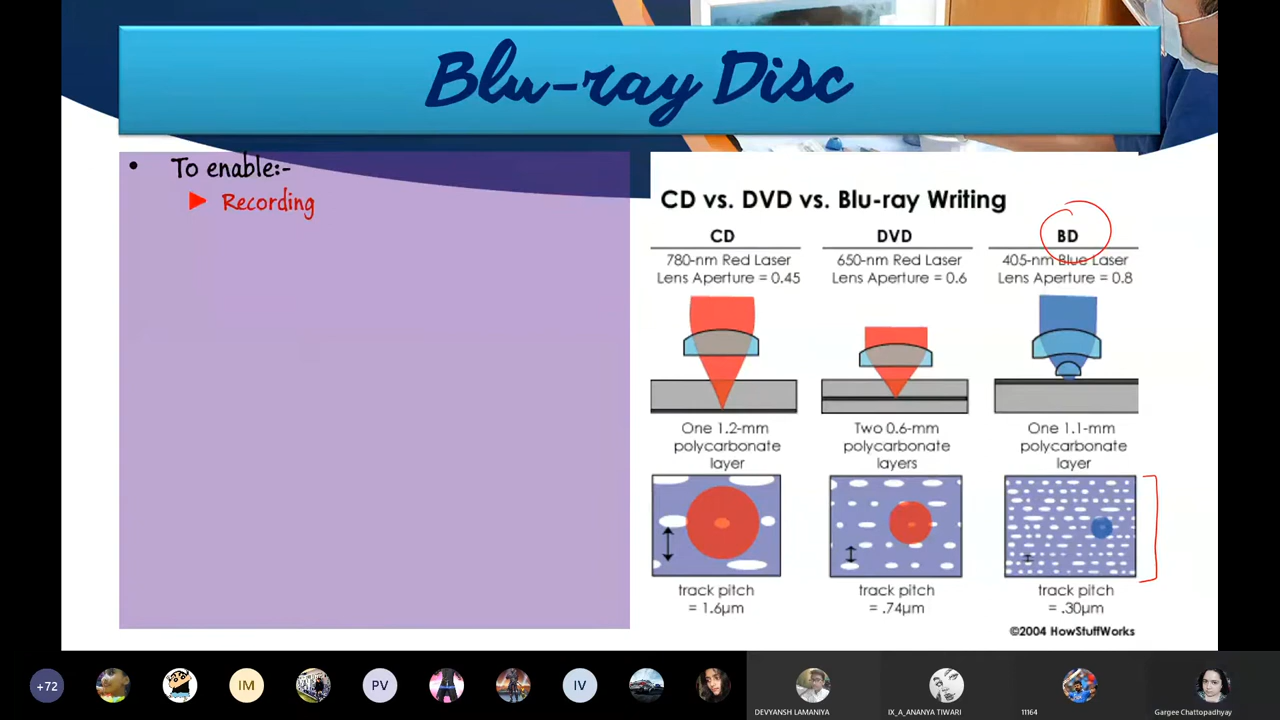 Blu-ray Disc
• To enable:-
Recording
CD vs. DVD vs. Blu-ray Writing
CD
780-nm Red Laser
Lens Aperture = 0.45
One 1.2-mm
polycarbonate
layer
track pitch
= 1.6µm
DVD
650-nm Red Laser
Lens Aperture = 0.6
Two 0.6-mm
polycarbonate
layers
track pitch
= .74µm
BD
405-nm Blue Laser
Lens Aperture = 0.8
One 1.1-mm
polycarbonate
layer
track pitch
= .30µm
©2004 HowStuffWorks
+72
IM
PV
IV
DEVYANSH LAMANIYA
IX_A_ANANYA TIWARI
11164
Gargee Chattopadhyay